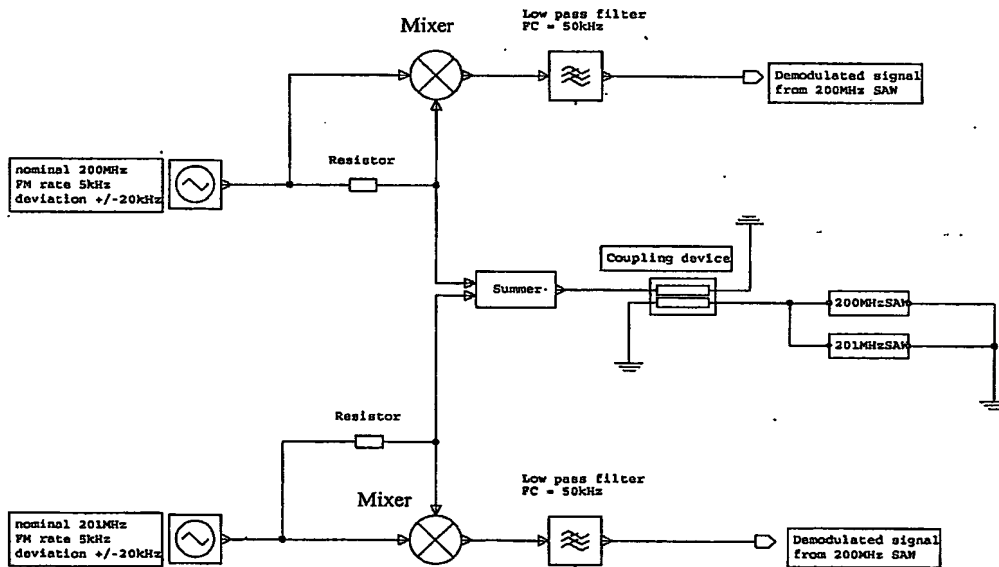 Low pass filter
FC = 50kHz
Mixer
Demodulated signal
from 200MHz SAW
Resistor
nominal 200MHz
FM rate 5kHz
deviation +/-20kHz
Coupling device
Summer
200MHzSAW
201MHzSAW
Resistor
Low pass filter
FC = 50kHz
Mixer
nominal 201MHz
FM rate 5kHz
deviation +/-20kHz
Demodulated signal
from 200MHz SAW